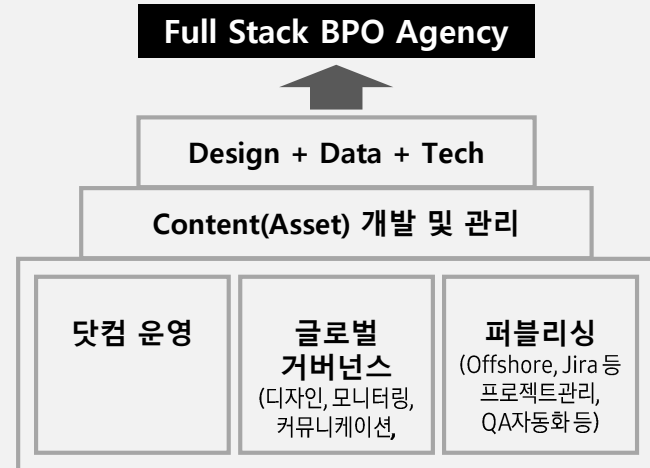 Full Stack BPO Agency
Design + Data + Tech
Content(Asset) 개발 및 관리
닷컴 운영
글로벌
거버넌스
(디자인, 모니터링,
커뮤니케이션,
퍼블리싱
(Offshore, Jira 등
프로젝트관리,
QA자동화 등)